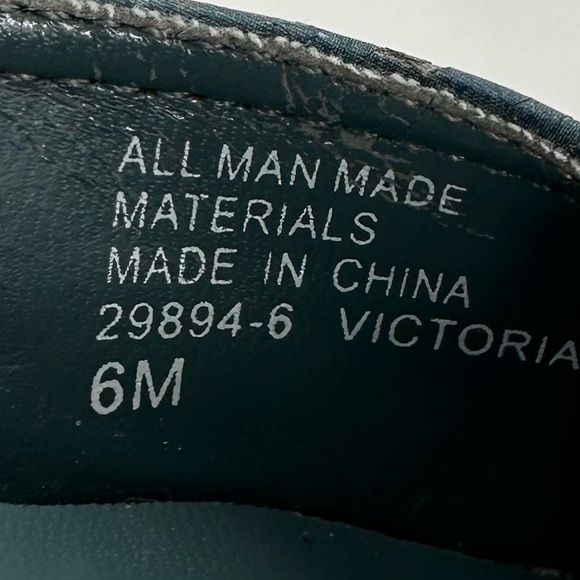 ALL MAN MADE
MATERIALS
MADE IN CHINA
29894-6 VICTORIA
6M